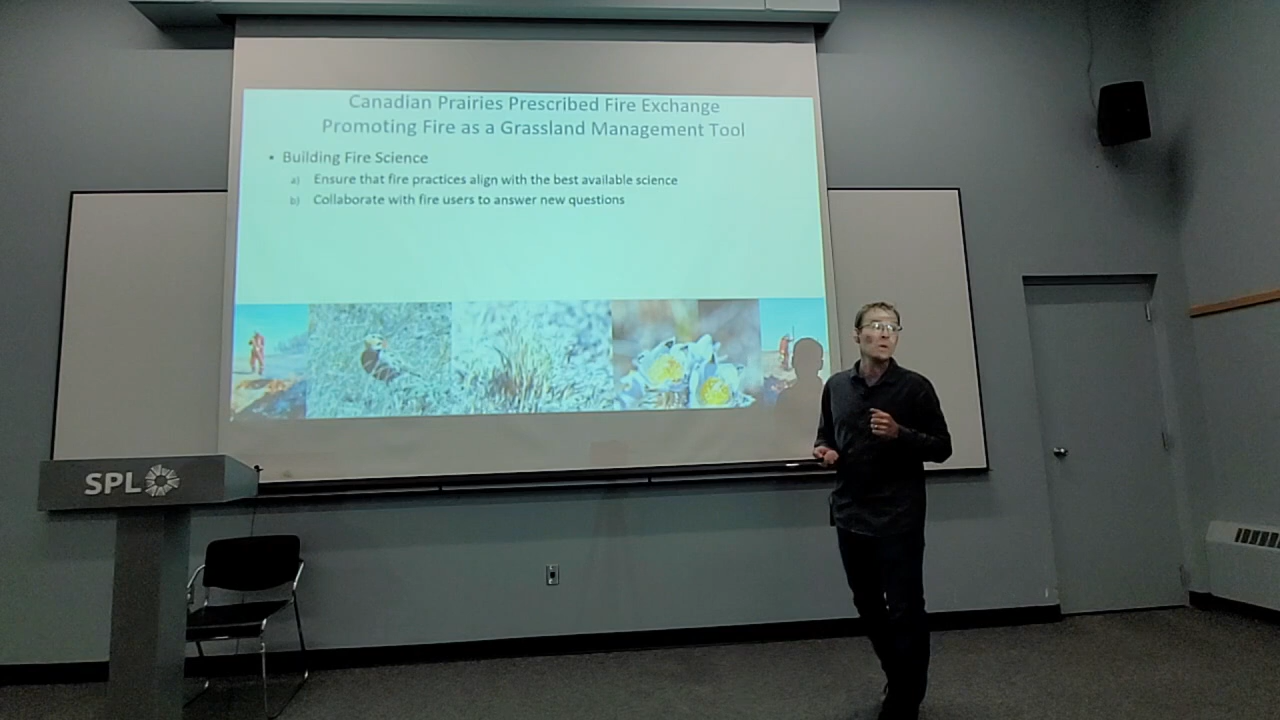 Canadian Prairies Prescribed Fire Exchange
Promoting Fire as a Grassland Management Tool
• Building Fire Science
a) Ensure that fire practices align with the best available science
b) Collaborate with fire users to answer new questions
SPL